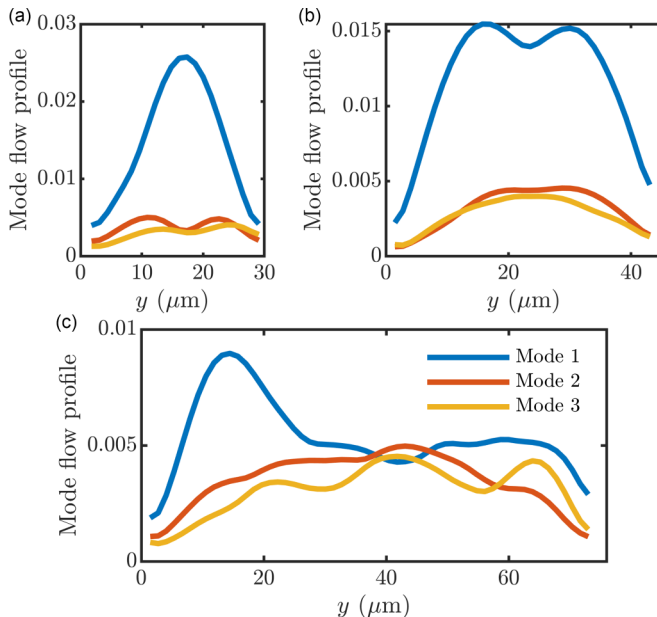 (a)
0.03
0.02
0.01
0
Mode flow profile
0 10 20 30
y (μm)
(b)
0.015
0.01
0.005
0
Mode flow profile
0 20 40
y (μm)
(c)
0.01
0.005
0
Mode flow profile
Mode 1
Mode 2
Mode 3
0 20 40 60
y (μm)